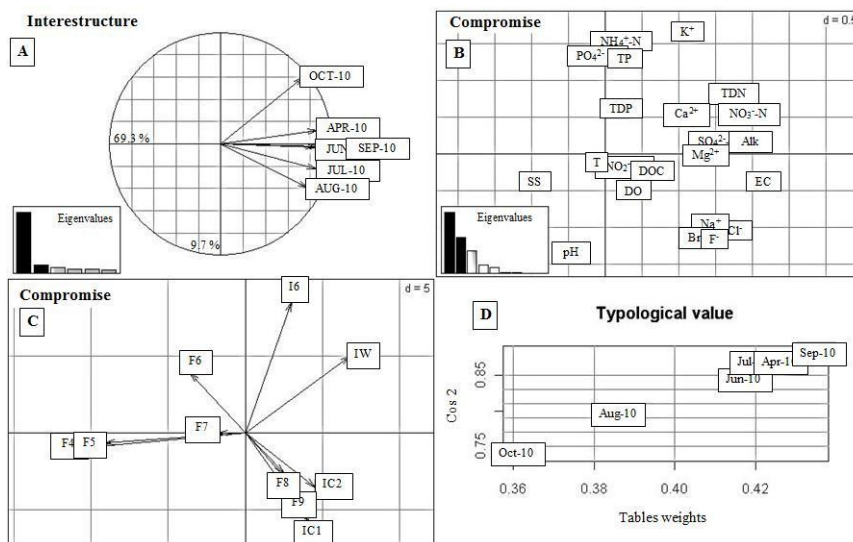 Interestructure
A
OCT-10
APR-10
69.3 %
JUN
SEP-10
JUL-10
AUG-10
Eigenvalues
9.7 %
Compromise
B
d = 0.5
K⁺
NH₄⁺-N
PO₄²⁻
TP
TDN
TDP
Ca²⁺
NO₃⁻-N
SO₄²⁻
Alk
Mg²⁺
T
NO₂⁻
DOC
SS
DO
EC
Na⁺
Cl⁻
Br
F⁻
pH
Eigenvalues
Compromise
C
d = 5
I6
IW
F6
F7
F4
F5
F8
IC2
F9
IC1
D
Typological value
Sep-10
Jul-
Apr-10
Jun-10
Aug-10
Oct-10
Cos 2
0.85
0.75
0.36
0.38
0.40
0.42
Tables weights